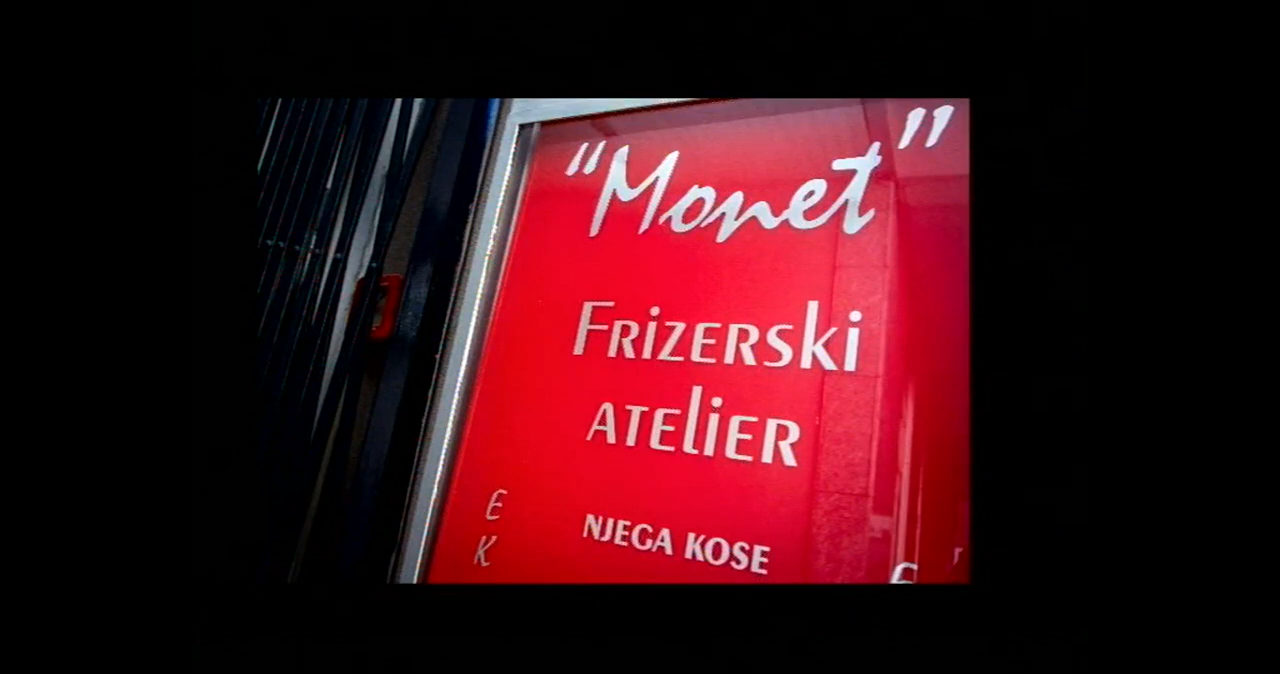 "Monet"
FRiZERSki
ATEliER
NJEGA KOSE
E
K